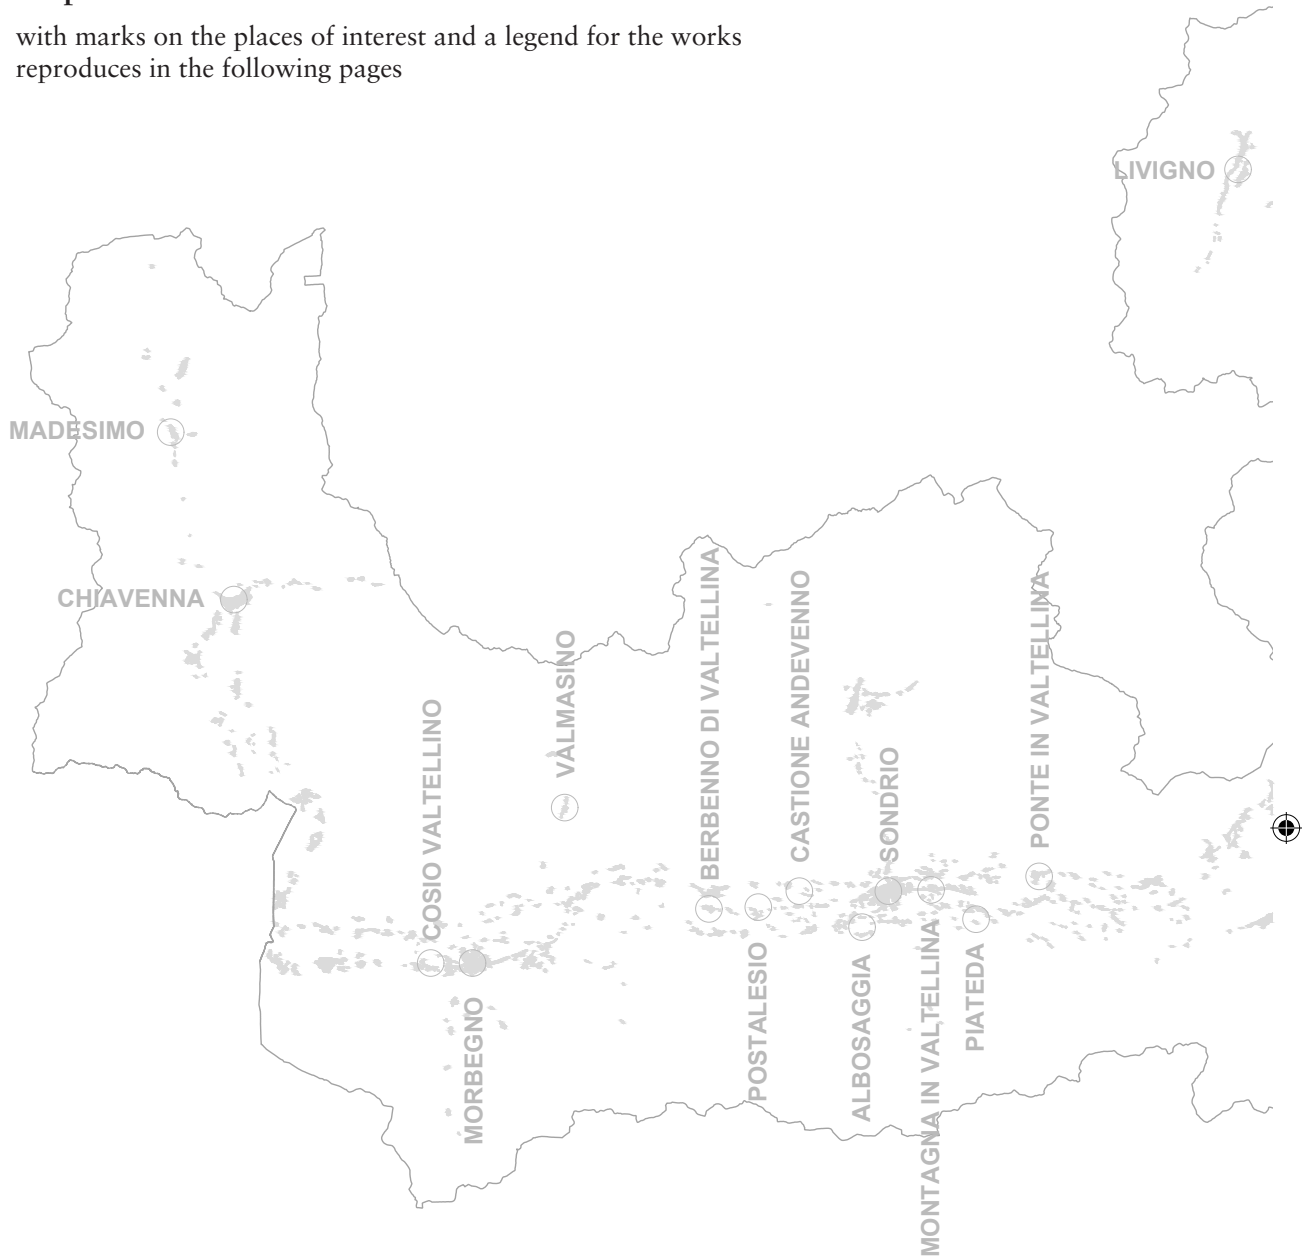 with marks on the places of interest and a legend for the works
reproduces in the following pages
LIVIGNO
MADESIMO
CHIAVENNA
COSIO VALTELLINO
VALMASINO
BERBENNO DI VALTELLINA
CASTIONE ANDEVENNO
SONDRIO
PONTE IN VALTELLINA
MORBEGNO
POSTALESIO
ALBOSAGGIA
MONTAGNA IN VALTELLINA
PIATEDA